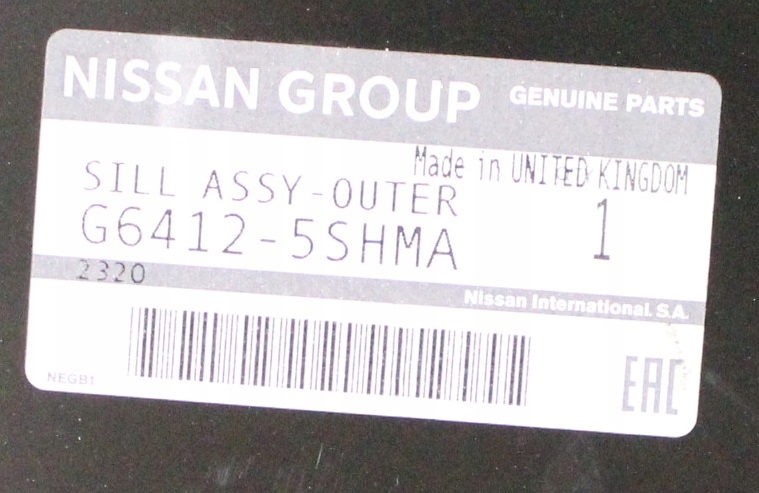 NISSAN GROUP GENUINE PARTS
Made in UNITED KINGDOM
SILL ASSY-OUTER
G6412-5SHMA 1
2320
Nissan International. S.A.
NEGB1
EAC